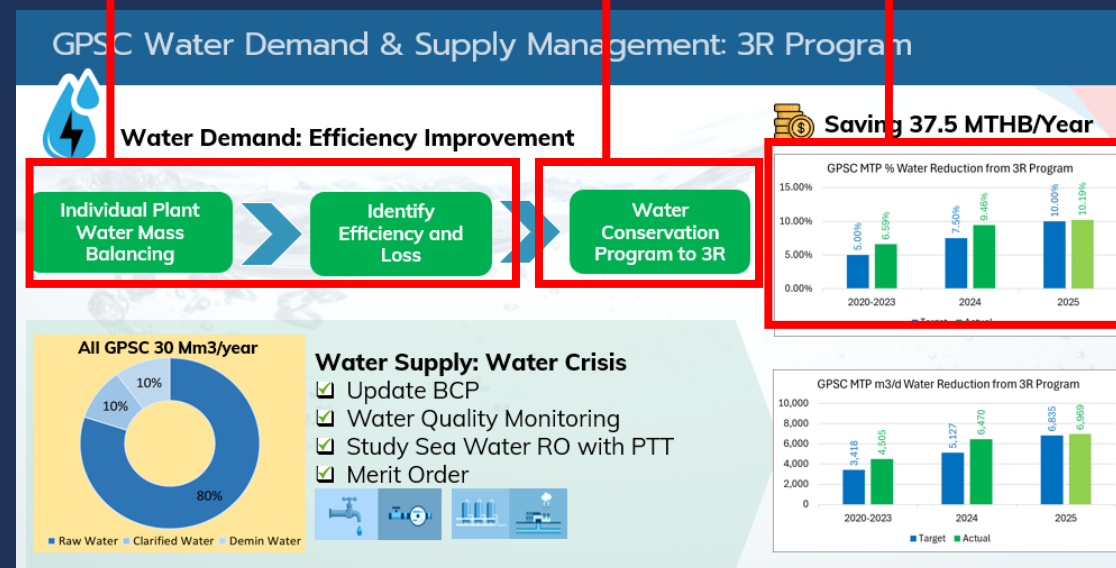 GPSC Water Demand & Supply Management: 3R Program
Water Demand: Efficiency Improvement
Individual Plant
Water Mass
Balancing
Identify
Efficiency and
Loss
Water
Conservation
Program to 3R
Saving 37.5 MTHB/Year
GPSC MTP % Water Reduction from 3R Program
15.00%
10.00%
5.00%
0.00%
5.00%
6.59%
7.50%
9.46%
10.00%
10.19%
2020-2023
2024
2025
Target
Actual
All GPSC 30 Mm3/year
10%
10%
80%
Raw Water
Clarified Water
Demin Water
Water Supply: Water Crisis
Update BCP
Water Quality Monitoring
Study Sea Water RO with PTT
Merit Order
GPSC MTP m3/d Water Reduction from 3R Program
10,000
8,000
6,000
4,000
2,000
0
3,418
4,505
5,127
6,470
6,835
6,969
2020-2023
2024
2025
Target
Actual